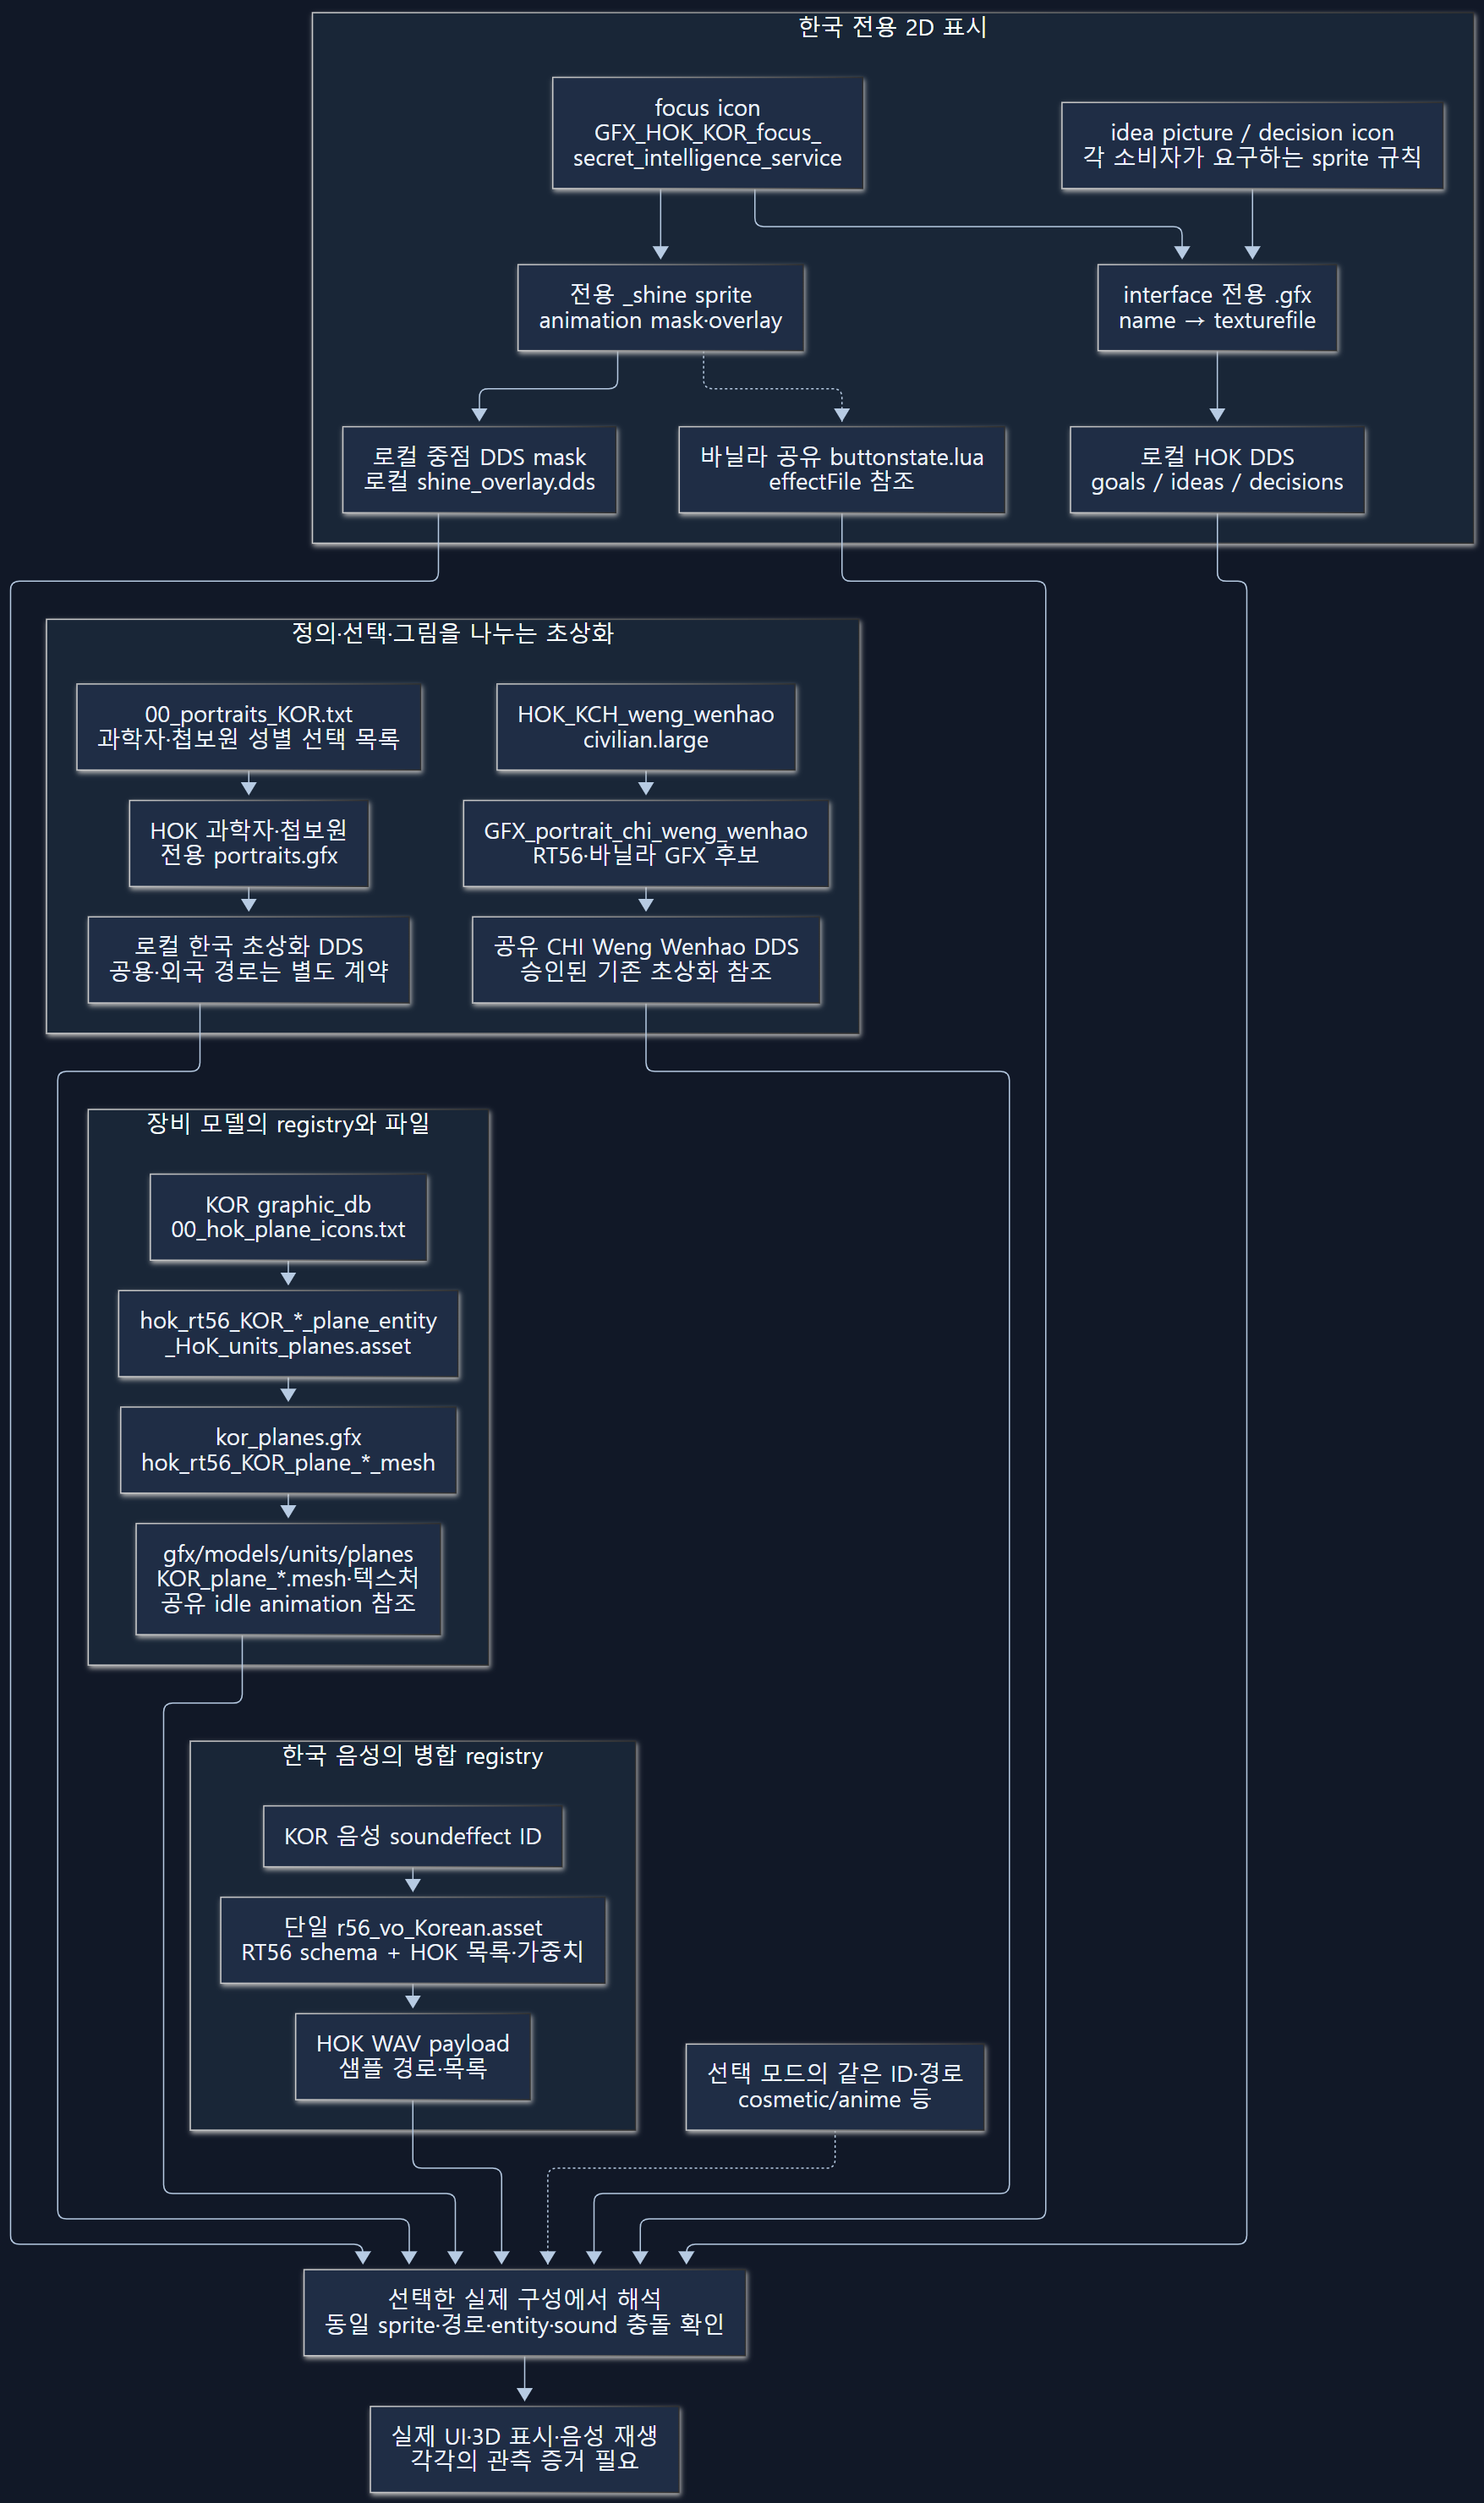 한국 전용 2D 표시
focus icon
GFX_HOK_KOR_focus_
secret_intelligence_service
idea picture / decision icon
각 소비자가 요구하는 sprite 규칙
전용 _shine sprite
animation mask·overlay
interface 전용 .gfx
name → texturefile
로컬 중점 DDS mask
로컬 shine_overlay.dds
바닐라 공유 buttonstate.lua
effectFile 참조
로컬 HOK DDS
goals / ideas / decisions
정의·선택·그림을 나누는 초상화
00_portraits_KOR.txt
과학자·첩보원 성별 선택 목록
HOK_KCH_weng_wenhao
civilian.large
HOK 과학자·첩보원
전용 portraits.gfx
GFX_portrait_chi_weng_wenhao
RT56·바닐라 GFX 후보
로컬 한국 초상화 DDS
공용·외국 경로는 별도 계약
공유 CHI Weng Wenhao DDS
승인된 기존 초상화 참조
장비 모델의 registry와 파일
KOR graphic_db
00_hok_plane_icons.txt
hok_rt56_KOR_*_plane_entity
_HoK_units_planes.asset
kor_planes.gfx
hok_rt56_KOR_plane_*_mesh
gfx/models/units/planes
KOR_plane_*.mesh·텍스처
공유 idle animation 참조
한국 음성의 병합 registry
KOR 음성 soundeffect ID
단일 r56_vo_Korean.asset
RT56 schema + HOK 목록·가중치
HOK WAV payload
샘플 경로·목록
선택 모드의 같은 ID·경로
cosmetic/anime 등
선택한 실제 구성에서 해석
동일 sprite·경로·entity·sound 충돌 확인
실제 UI·3D 표시·음성 재생
각각의 관측 증거 필요